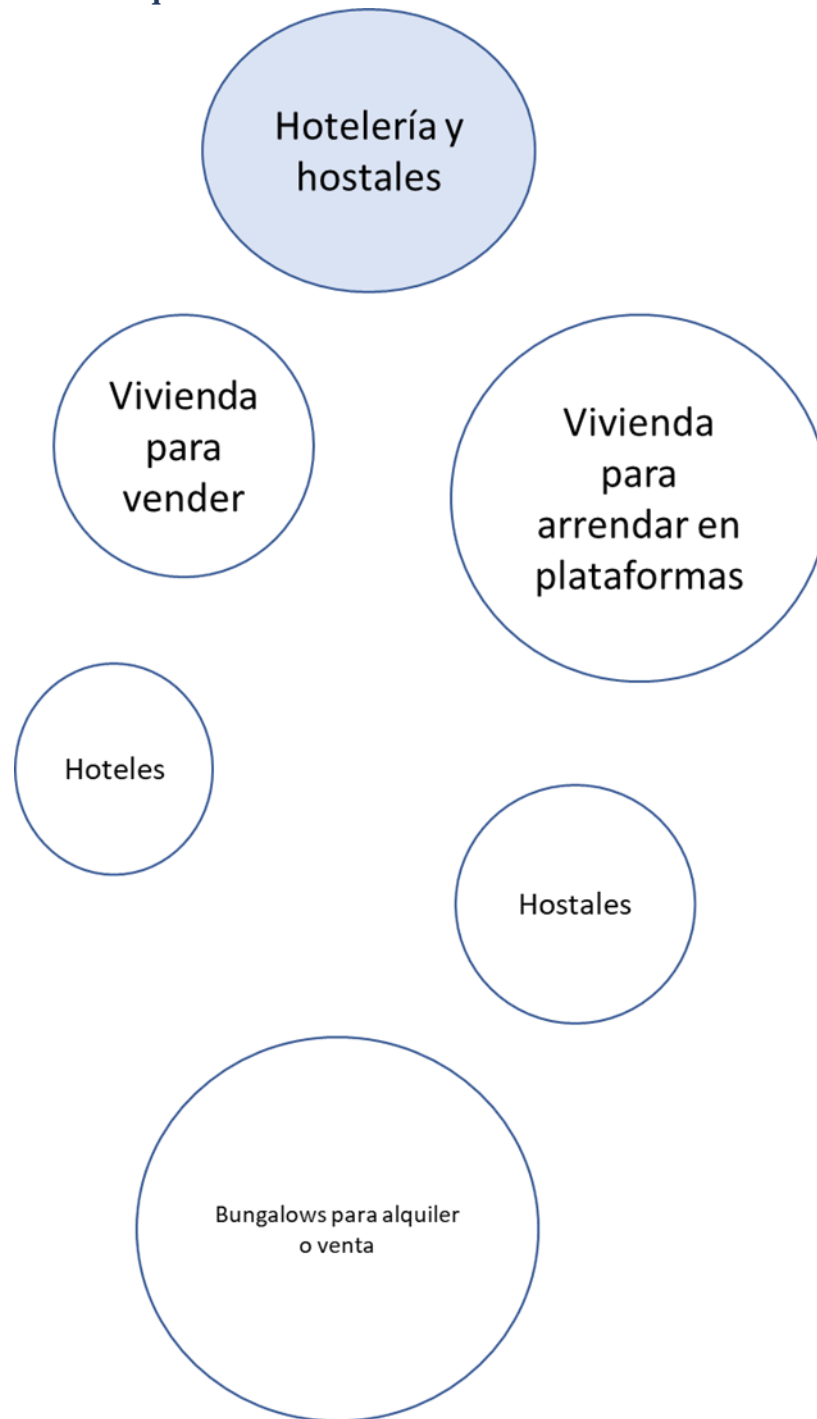 Hotelería y
hostales
Vivienda
para
vender
Vivienda
para
arrendar en
plataformas
Hoteles
Hostales
Bungalows para alquiler
o venta